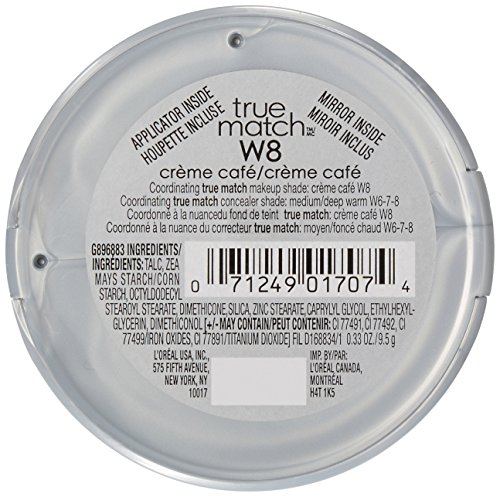 APPLICATOR INSIDE
HOUPETTE INCLUSE
true
match™/MC
MIRROR INSIDE
MIROIR INCLUS
W8
crème café/crème café
Coordinating true match makeup shade: crème café W8
Coordinating true match concealer shade: medium/deep warm W6-7-8
Coordonné à la nuancedu fond de teint true match: crème café W8
Coordonné à la nuance du correcteur true match: moyen/foncé chaud W6-7-8
G896883 INGREDIENTS/
INGRÉDIENTS: TALC, ZEA
MAYS STARCH/CORN
STARCH, OCTYLDODECYL
0 71249 01707 4
STEAROYL STEARATE, DIMETHICONE, SILICA, ZINC STEARATE, CAPRYLYL GLYCOL, ETHYLHEXYL-
GLYCERIN, DIMETHICONOL [+/- MAY CONTAIN/PEUT CONTENIR: CI 77491, CI 77492, CI
77499/IRON OXIDES, CI 77891/TITANIUM DIOXIDE] FIL D168834/1 0.33 OZ./9.5 g
L'ORÉAL USA, INC.,
575 FIFTH AVENUE,
NEW YORK, NY
10017
IMP. BY/PAR:
L'ORÉAL CANADA,
MONTRÉAL
H4T 1K5